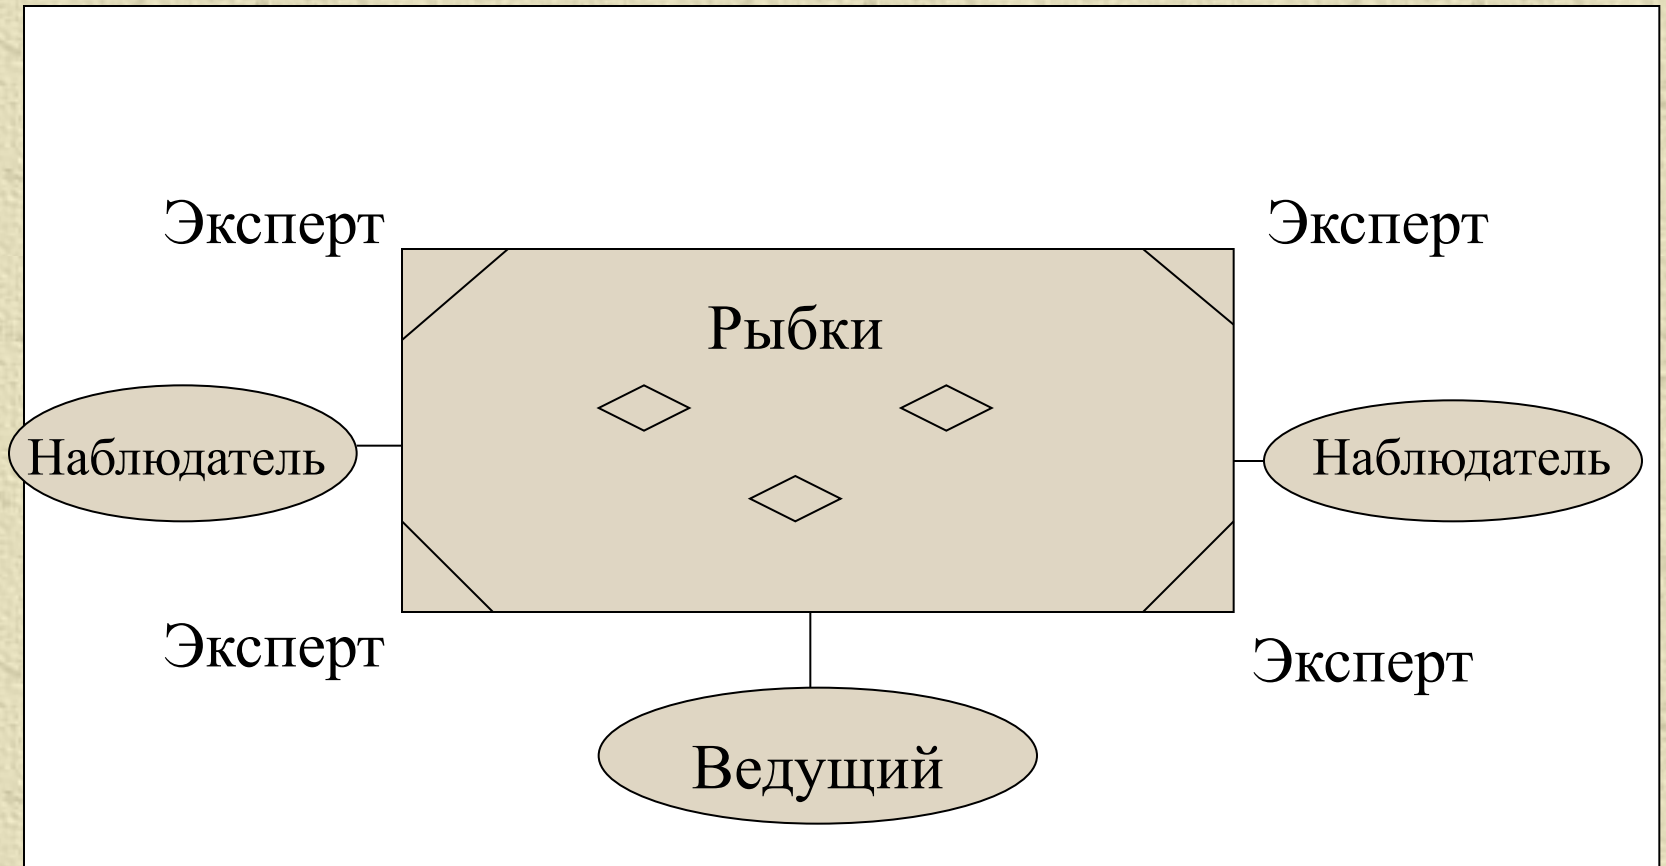 Эксперт
Эксперт
Рыбки
Наблюдатель
Наблюдатель
Эксперт
Эксперт
Ведущий